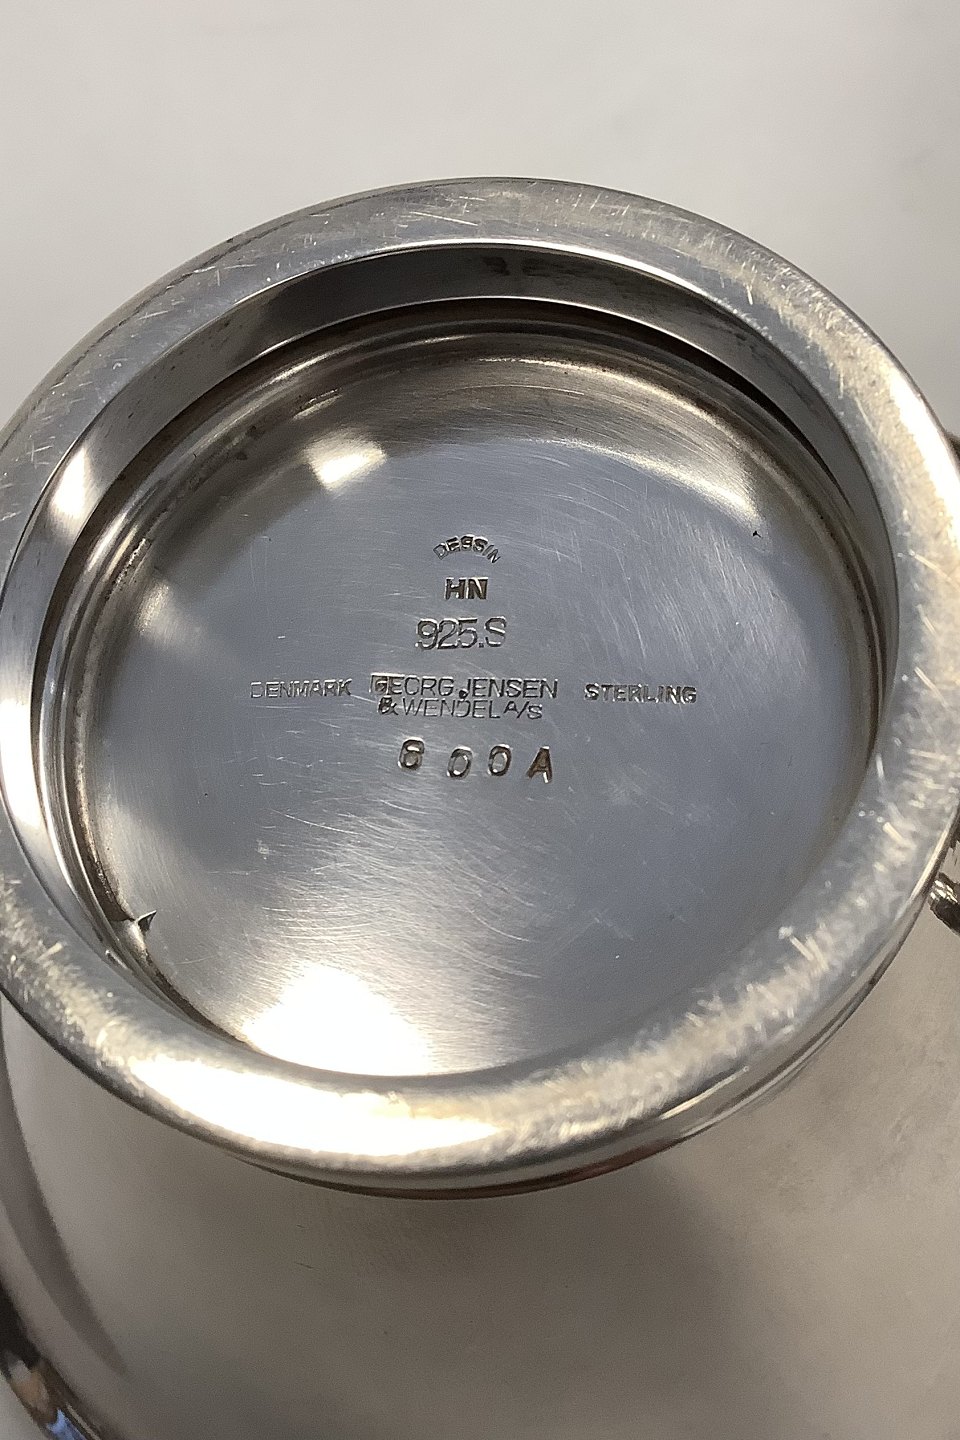 DESSIN
HN
925.S
DENMARK GEORG JENSEN STERLING
& WENDEL A/S
600A